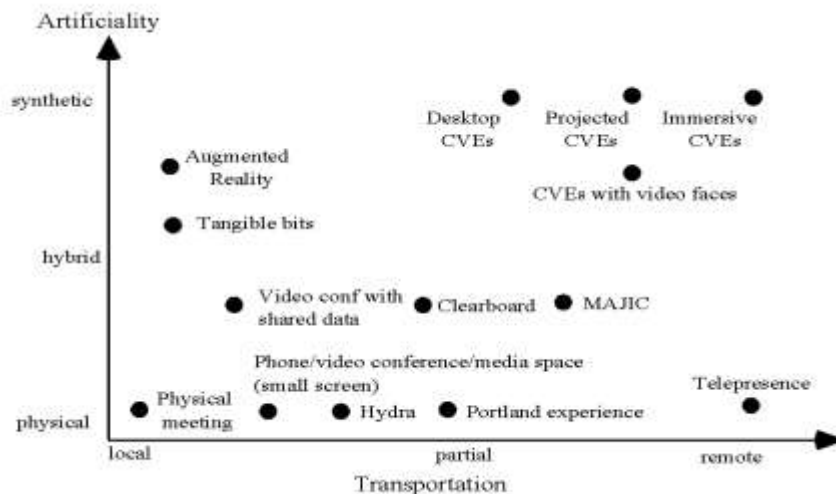 Artificiality
synthetic
Desktop CVEs
Projected CVEs
Immersive CVEs
Augmented Reality
CVEs with video faces
Tangible bits
hybrid
Video conf with shared data
Clearboard
MAJIC
Phone/video conference/media space (small screen)
Telepresence
Physical meeting
Hydra
Portland experience
physical
local
partial
remote
Transportation